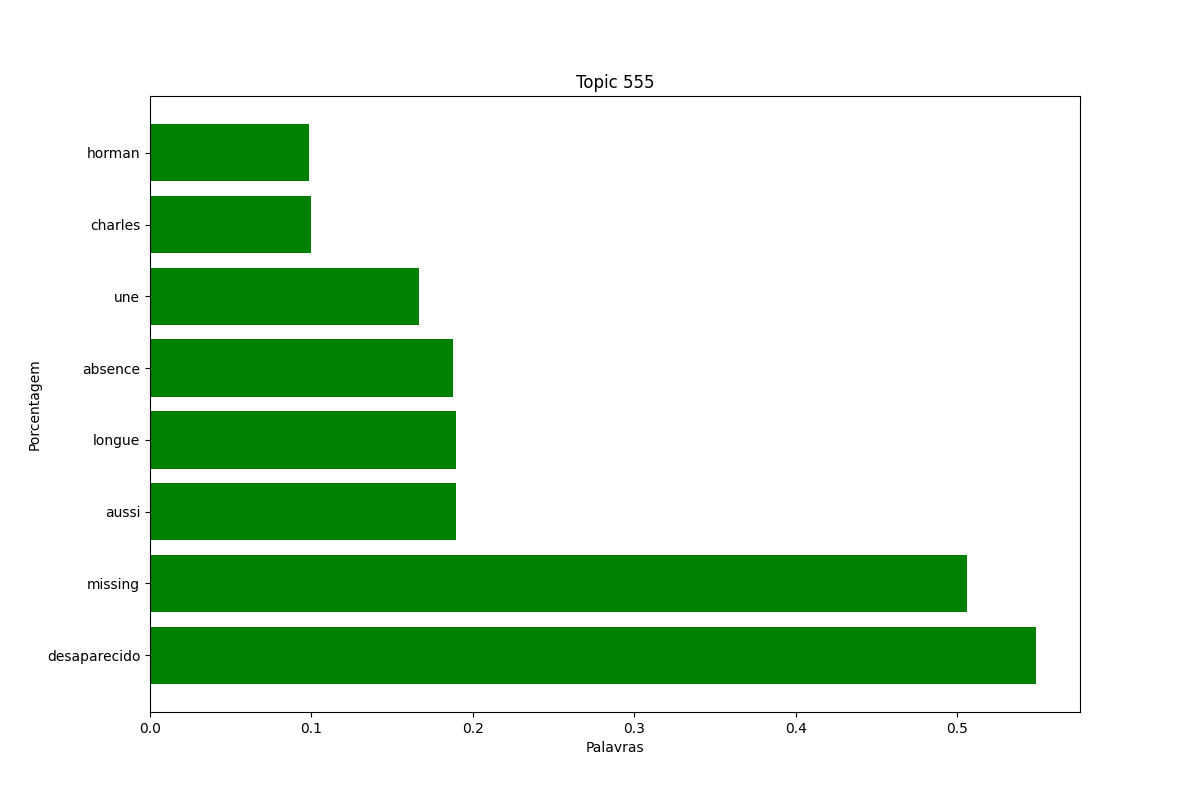 Topic 555
horman
charles
une
absence
longue
aussi
missing
desaparecido
Porcentagem
0.0 0.1 0.2 0.3 0.4 0.5
Palavras